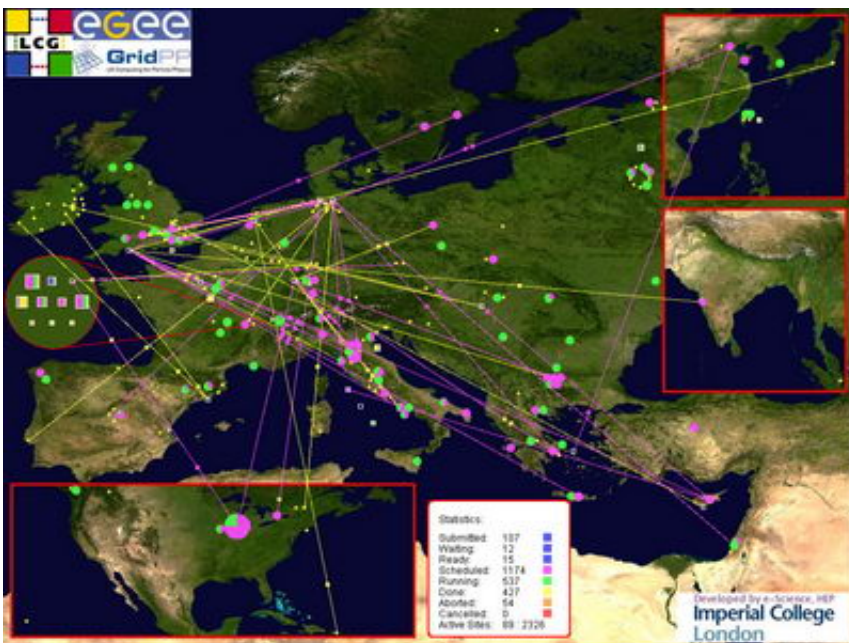 LCG
eGee
GridPP
UK Computing for Particle Physics
Statistics:
Submitted: 107
Waiting: 12
Ready: 15
Scheduled: 1174
Running: 537
Done: 427
Aborted: 54
Cancelled: 0
Active Sites: 89 : 2326
Developed by e-Science, HEP
Imperial College
London